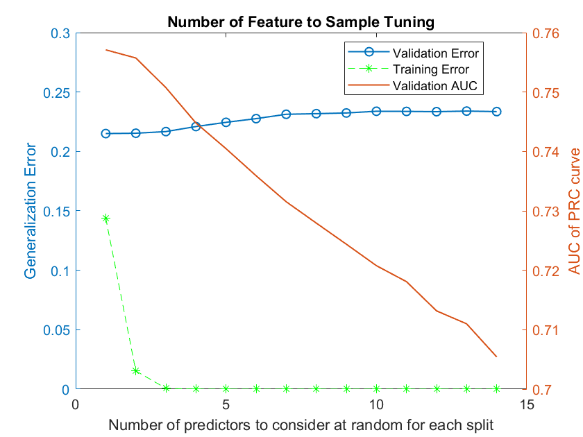 Number of Feature to Sample Tuning
Validation Error
Training Error
Validation AUC
Generalization Error
0.3
0.25
0.2
0.15
0.1
0.05
0
AUC of PRC curve
0.76
0.75
0.74
0.73
0.72
0.71
0.7
0 5 10 15
Number of predictors to consider at random for each split